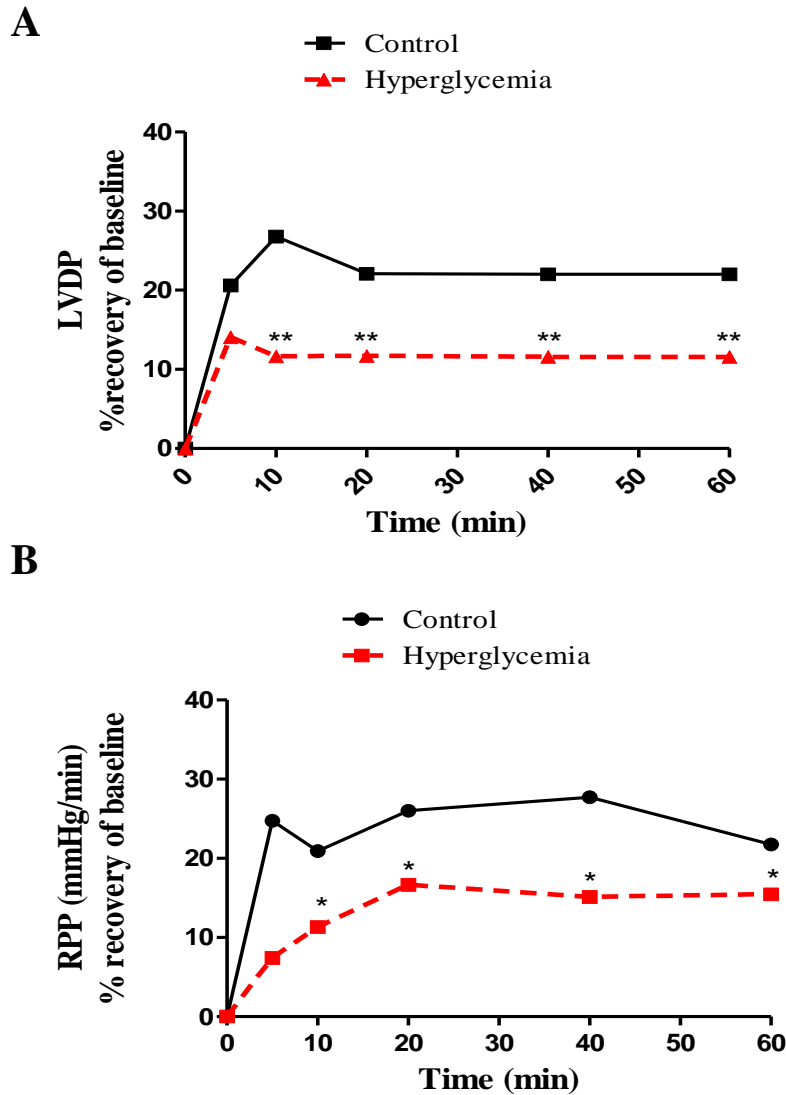 A
Control
Hyperglycemia
LVDP
%recovery of baseline
40
30
20
10
0
** ** ** **
0 10 20 30 40 50 60
Time (min)
B
Control
Hyperglycemia
RPP (mmHg/min)
% recovery of baseline
40
30
20
10
0
* * * *
0 10 20 30 40 50 60
Time (min)